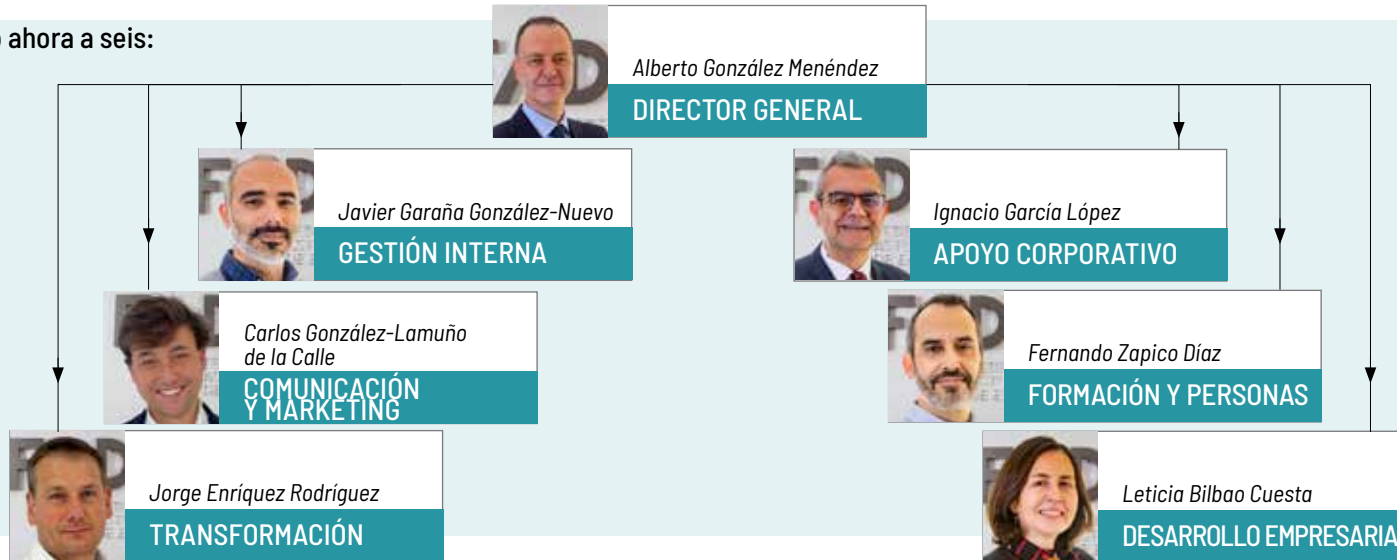 ahora a seis:
Alberto González Menéndez
DIRECTOR GENERAL
Javier Garaña González-Nuevo
GESTIÓN INTERNA
Ignacio García López
APOYO CORPORATIVO
Carlos González-Lamuño
de la Calle
COMUNICACIÓN
Y MARKETING
Fernando Zapico Díaz
FORMACIÓN Y PERSONAS
Jorge Enríquez Rodríguez
TRANSFORMACIÓN
Leticia Bilbao Cuesta
DESARROLLO EMPRESARIA